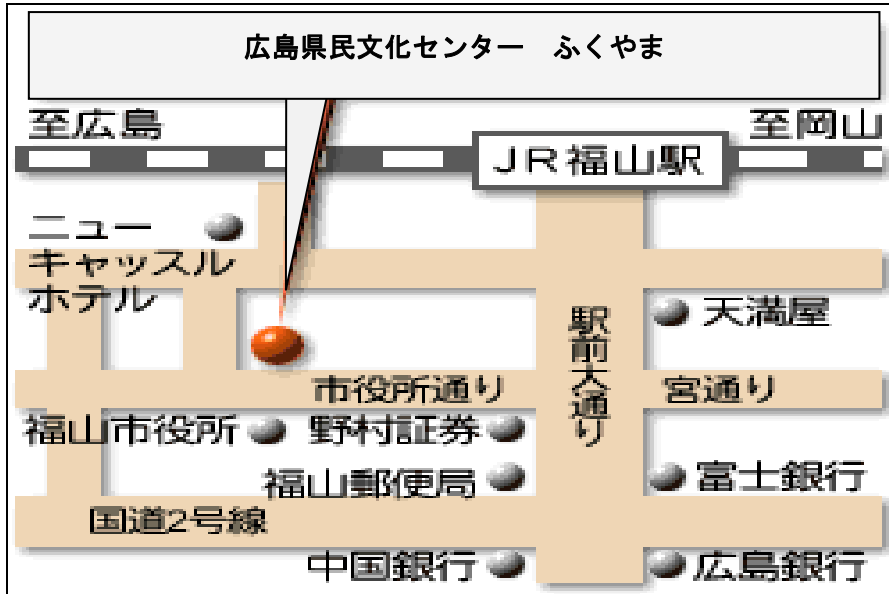 広島県民文化センター　ふくやま
至広島
至岡山
JR福山駅
ニュー
キャッスル
ホテル
天満屋
駅前大通り
市役所通り
宮通り
福山市役所
野村証券
福山郵便局
富士銀行
国道2号線
中国銀行
広島銀行